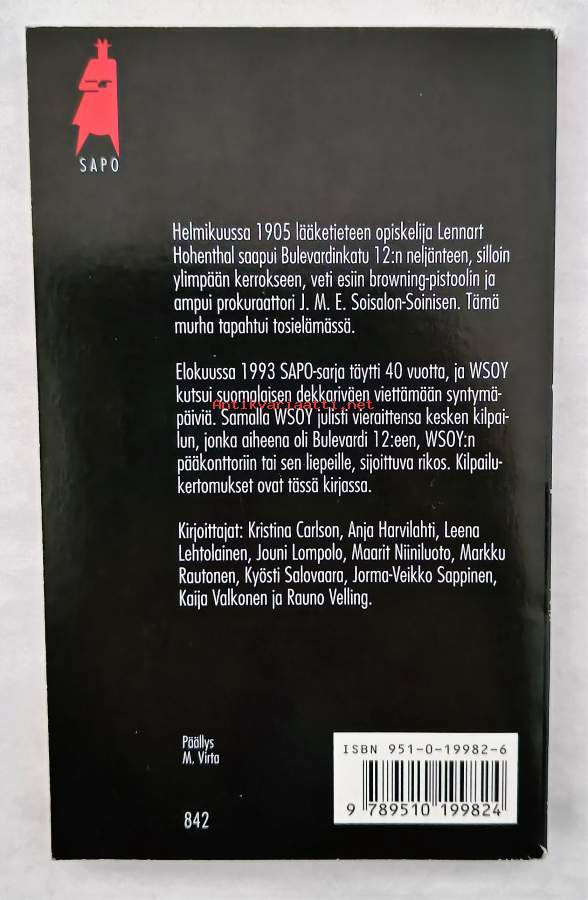 SAPO
Helmikuussa 1905 lääketieteen opiskelija Lennart
Hohenthal saapui Bulevardinkatu 12:n neljänteen, silloin
ylimpään kerrokseen, veti esiin browning-pistoolin ja
ampui prokuraattori J. M. E. Soisalon-Soinisen. Tämä
murha tapahtui tosielämässä.
Elokuussa 1993 SAPO-sarja täytti 40 vuotta, ja WSOY
kutsui suomalaisen dekkariväen viettämään syntymä-
päiviä. Samalla WSOY julisti vieraittensa kesken kilpai-
lun, jonka aiheena oli Bulevardi 12:een, WSOY:n
pääkonttoriin tai sen liepeille, sijoittuva rikos. Kilpailu-
kertomukset ovat tässä kirjassa.
Antikvariaatti.net
Kirjoittajat: Kristina Carlson, Anja Harvilahti, Leena
Lehtolainen, Jouni Lompolo, Maarit Niiniluoto, Markku
Rautonen, Kyösti Salovaara, Jorma-Veikko Sappinen,
Kaija Valkonen ja Rauno Velling.
Päällys
M. Virta
842
ISBN 951-0-19982-6
9 789510 199824